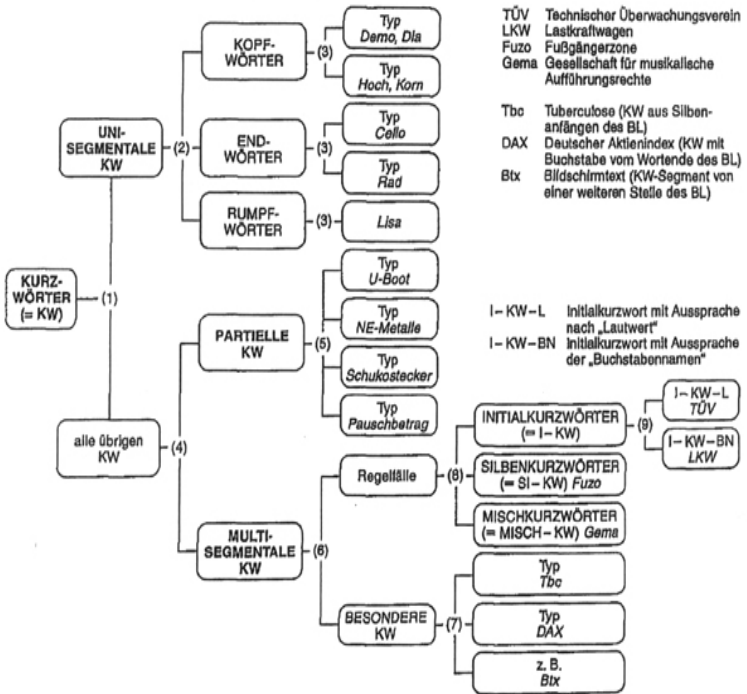 KURZ-
WÖRTER
(= KW)
(1)
UNI-
SEGMENTALE
KW
(2)
KOPF-
WÖRTER
(3)
Typ
Demo, Dia
Typ
Hoch, Korn
END-
WÖRTER
(3)
Typ
Cello
Typ
Rad
RUMPF-
WÖRTER
(3)
Lisa
alle übrigen
KW
(4)
PARTIELLE
KW
(5)
Typ
U-Boot
Typ
NE-Metalle
Typ
Schukostecker
Typ
Pauschbetrag
MULTI-
SEGMENTALE
KW
(6)
Regelfälle
(8)
INITIALKURZWÖRTER
(= I-KW)
(9)
I-KW-L
TÜV
I-KW-BN
LKW
SILBENKURZWÖRTER
(= SI-KW) Fuzo
MISCHKURZWÖRTER
(= MISCH-KW) Gema
BESONDERE
KW
(7)
Typ
Tbc
Typ
DAX
z. B.
Btx
TÜV Technischer Überwachungsverein
LKW Lastkraftwagen
Fuzo Fußgängerzone
Gema Gesellschaft für musikalische
Aufführungsrechte
Tbc Tuberculose (KW aus Silben-
anfängen des BL)
DAX Deutscher Aktienindex (KW mit
Buchstabe vom Wortende des BL)
Btx Bildschirmtext (KW-Segment von
einer weiteren Stelle des BL)
I-KW-L Initialkurzwort mit Aussprache
nach „Lautwert"
I-KW-BN Initialkurzwort mit Aussprache
der „Buchstabennamen"